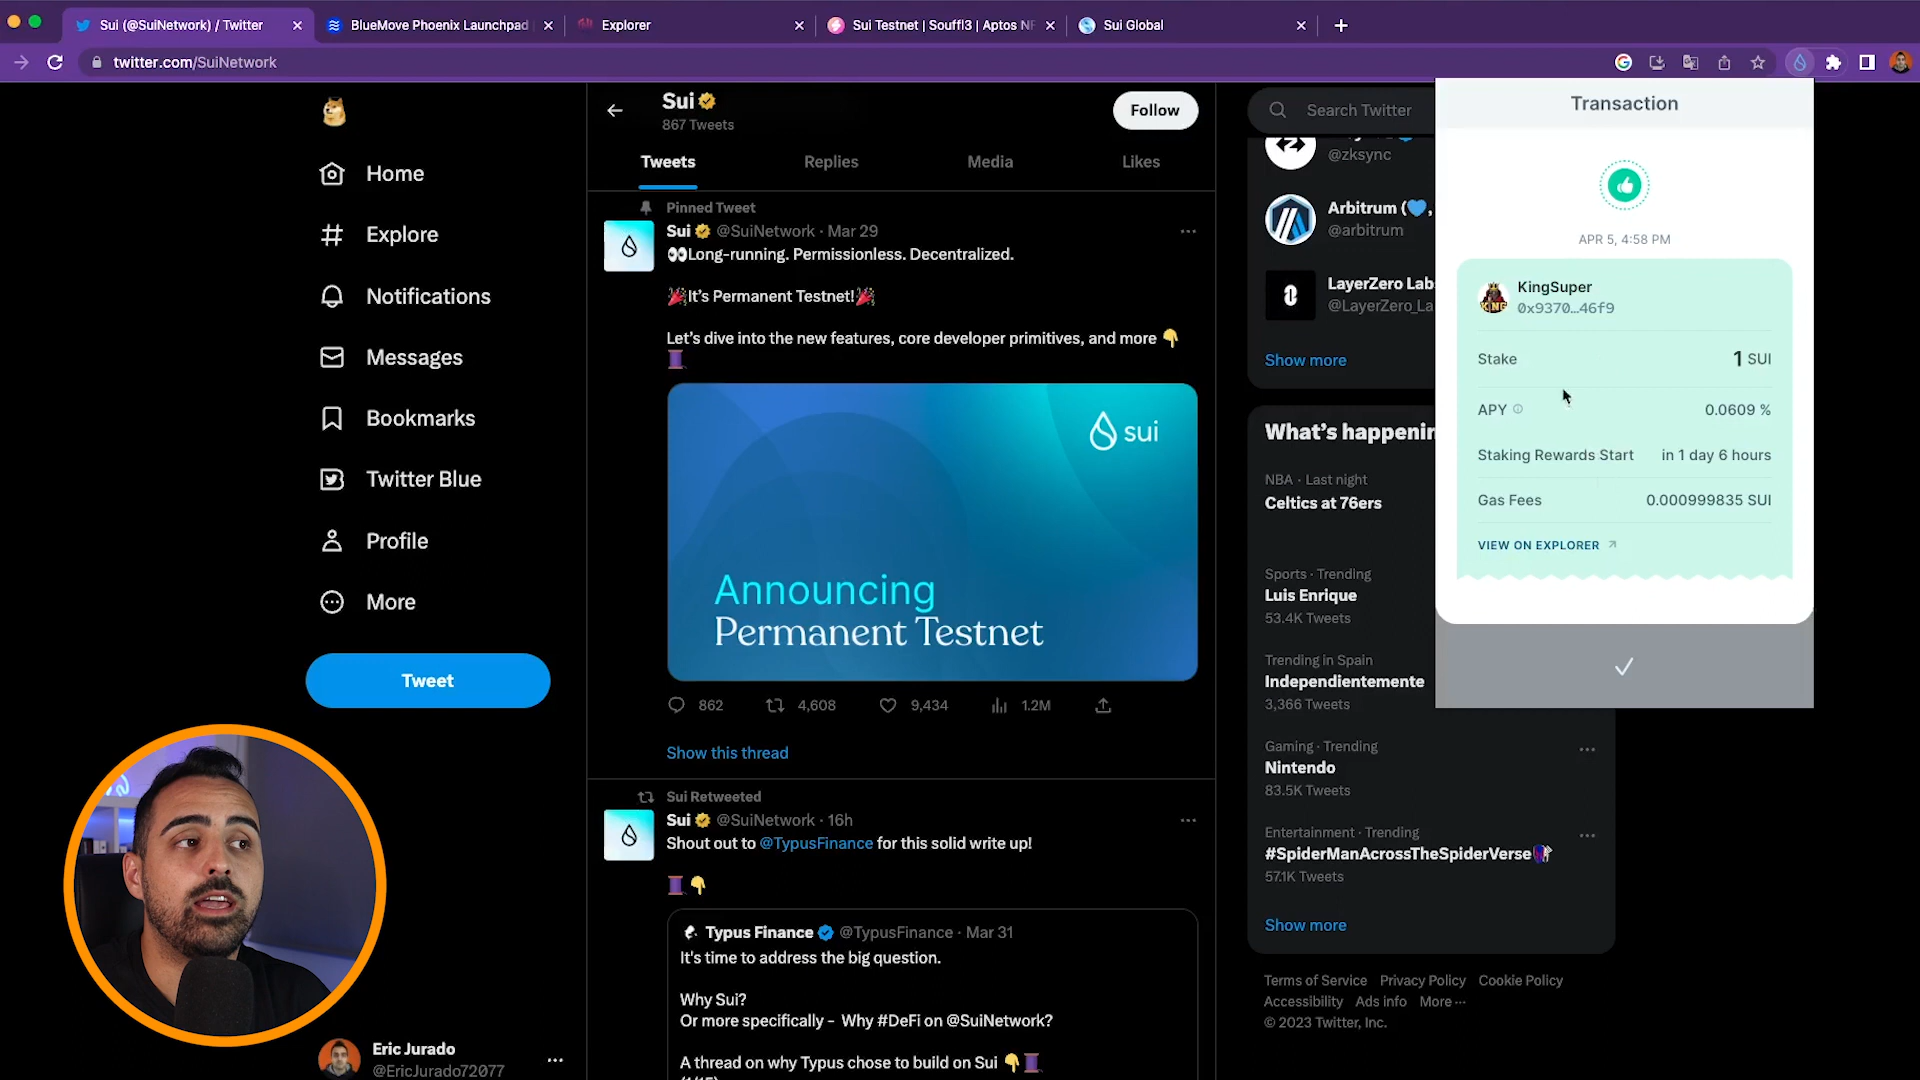 Sui (@SuiNetwork) / Twitter
BlueMove Phoenix Launchpad
Explorer
Sui Testnet | Souffl3 | Aptos NF
Sui Global
twitter.com/SuiNetwork
Home
Explore
Notifications
Messages
Bookmarks
Twitter Blue
Profile
More
Tweet
Eric Jurado
@EricJurado72077
Sui
867 Tweets
Follow
Tweets
Replies
Media
Likes
Pinned Tweet
Sui @SuiNetwork · Mar 29
👀Long-running. Permissionless. Decentralized.
🎉It's Permanent Testnet!🎉
Let's dive into the new features, core developer primitives, and more 👇
🧵
sui
Announcing
Permanent Testnet
862
4,608
9,434
1.2M
Show this thread
Sui Retweeted
Sui @SuiNetwork · 16h
Shout out to @TypusFinance for this solid write up!
🧵👇
Typus Finance @TypusFinance · Mar 31
It's time to address the big question.
Why Sui?
Or more specifically - Why #DeFi on @SuiNetwork?
A thread on why Typus chose to build on Sui 👇🧵
Search Twitter
@zksync
Arbitrum (💙,
@arbitrum
LayerZero Labs
@LayerZero_La
Show more
What's happenin
NBA · Last night
Celtics at 76ers
Sports · Trending
Luis Enrique
53.4K Tweets
Trending in Spain
Independientemente
3,366 Tweets
Gaming · Trending
Nintendo
83.5K Tweets
Entertainment · Trending
#SpiderManAcrossTheSpiderVerse
57.1K Tweets
Show more
Terms of Service Privacy Policy Cookie Policy
Accessibility Ads info More ···
© 2023 Twitter, Inc.
Transaction
APR 5, 4:58 PM
KING
KingSuper
0x9370...46f9
Stake
1 SUI
APY
0.0609 %
Staking Rewards Start
in 1 day 6 hours
Gas Fees
0.000999835 SUI
VIEW ON EXPLORER